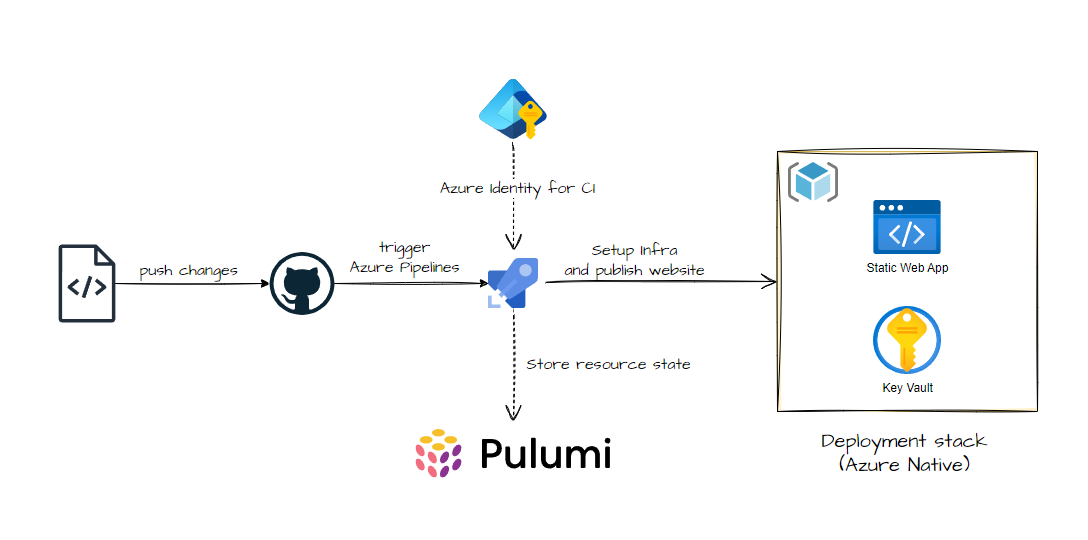 Azure Identity for CI
trigger
Azure Pipelines
push changes
Setup Infra
and publish website
Static Web App
Key Vault
Store resource state
Pulumi
Deployment stack
(Azure Native)